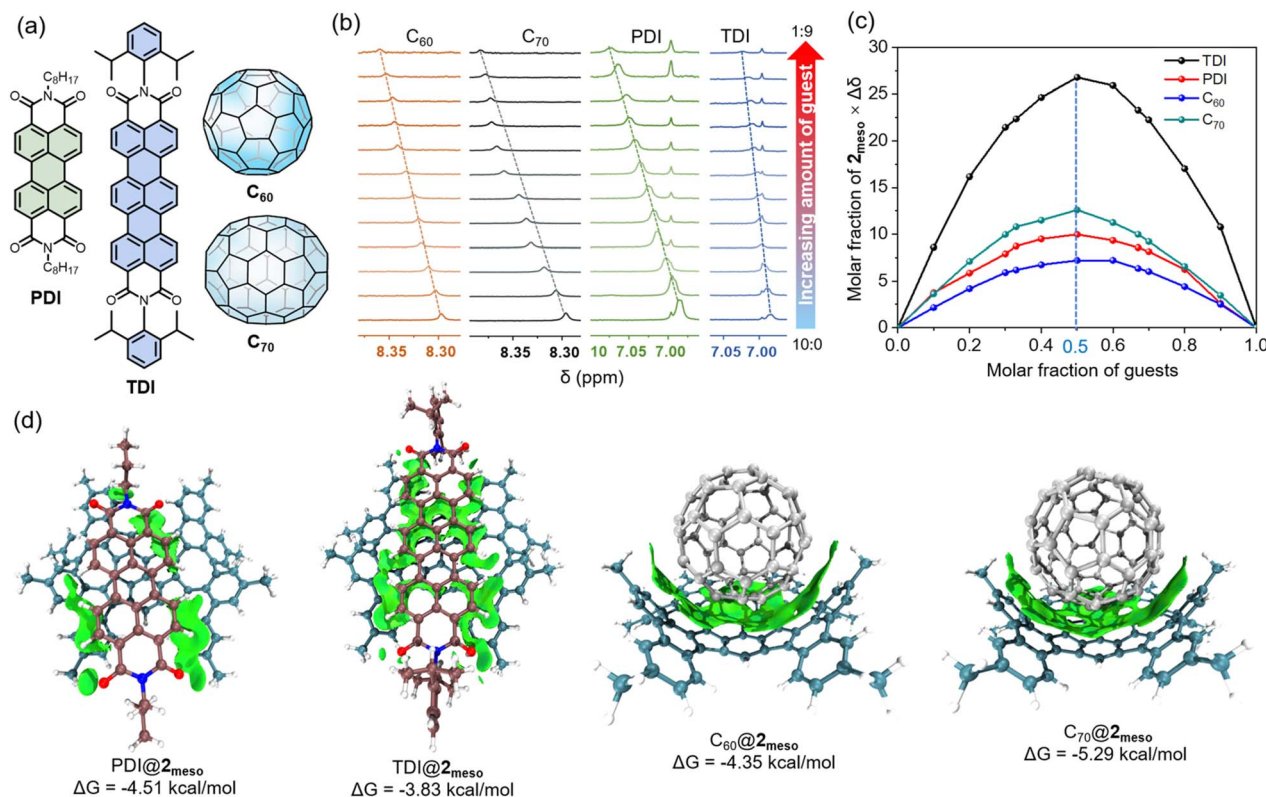 (a)
C₈H₁₇
O N O
O N O
C₈H₁₇
PDI
O N O
O N O
TDI
C₆₀
C₇₀
(b)
C₆₀ C₇₀ PDI TDI
1:9
Increasing amount of guest
10:0
8.35 8.30 8.35 8.30 10 7.05 7.00 7.05 7.00
δ (ppm)
(c)
Molar fraction of 2meso × Δδ
30
25
20
15
10
5
0
TDI
PDI
C₆₀
C₇₀
0.0 0.2 0.4 0.5 0.6 0.8 1.0
Molar fraction of guests
(d)
PDI@2meso
ΔG = -4.51 kcal/mol
TDI@2meso
ΔG = -3.83 kcal/mol
C₆₀@2meso
ΔG = -4.35 kcal/mol
C₇₀@2meso
ΔG = -5.29 kcal/mol